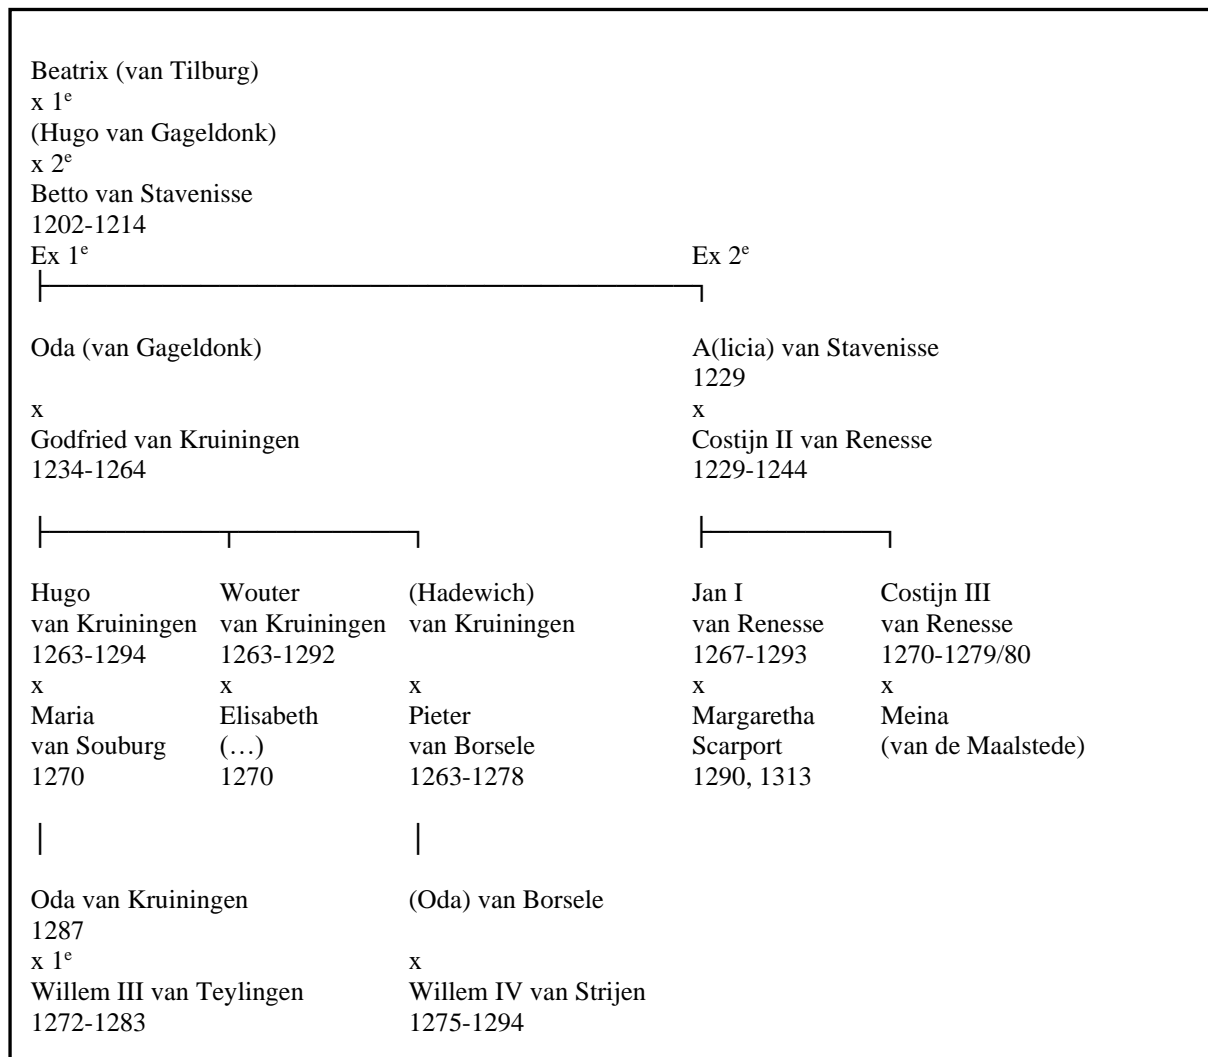 Beatrix (van Tilburg)
x 1e
(Hugo van Gageldonk)
x 2e
Betto van Stavenisse
1202-1214
Ex 1e Ex 2e
Oda (van Gageldonk) A(licia) van Stavenisse
1229
x x
Godfried van Kruiningen Costijn II van Renesse
1234-1264 1229-1244
Hugo Wouter (Hadewich) Jan I Costijn III
van Kruiningen van Kruiningen van Kruiningen van Renesse van Renesse
1263-1294 1263-1292 1267-1293 1270-1279/80
x x x x x
Maria Elisabeth Pieter Margaretha Meina
van Souburg (…) van Borsele Scarport (van de Maalstede)
1270 1270 1263-1278 1290, 1313
Oda van Kruiningen (Oda) van Borsele
1287
x 1e x
Willem III van Teylingen Willem IV van Strijen
1272-1283 1275-1294